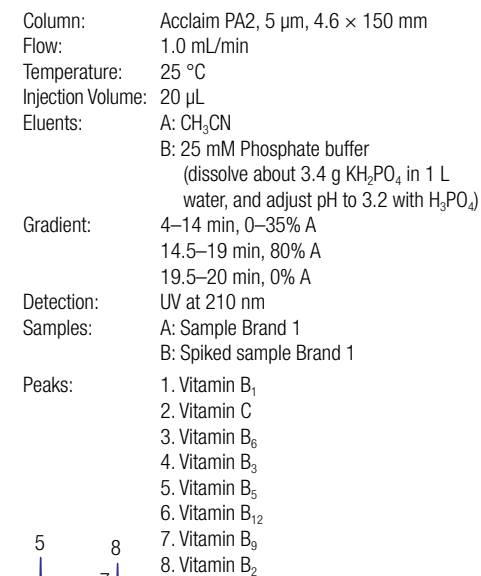 Column: Acclaim PA2, 5 µm, 4.6 × 150 mm
Flow: 1.0 mL/min
Temperature: 25 °C
Injection Volume: 20 µL
Eluents: A: CH₃CN
B: 25 mM Phosphate buffer
(dissolve about 3.4 g KH₂PO₄ in 1 L
water, and adjust pH to 3.2 with H₃PO₄)
Gradient: 4–14 min, 0–35% A
14.5–19 min, 80% A
19.5–20 min, 0% A
Detection: UV at 210 nm
Samples: A: Sample Brand 1
B: Spiked sample Brand 1
Peaks: 1. Vitamin B₁
2. Vitamin C
3. Vitamin B₆
4. Vitamin B₃
5. Vitamin B₅
6. Vitamin B₁₂
7. Vitamin B₉
8. Vitamin B₂
5 8
7